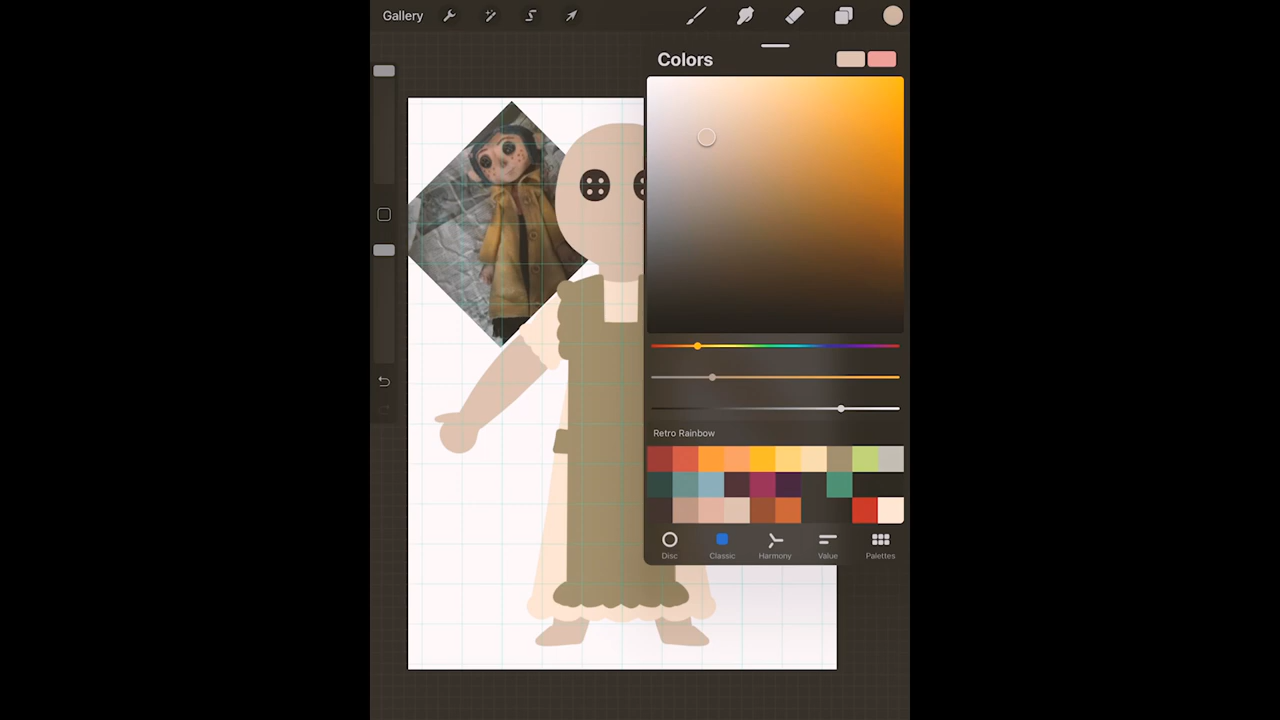 Gallery
Colors
Retro Rainbow
Disc
Classic
Harmony
Value
Palettes